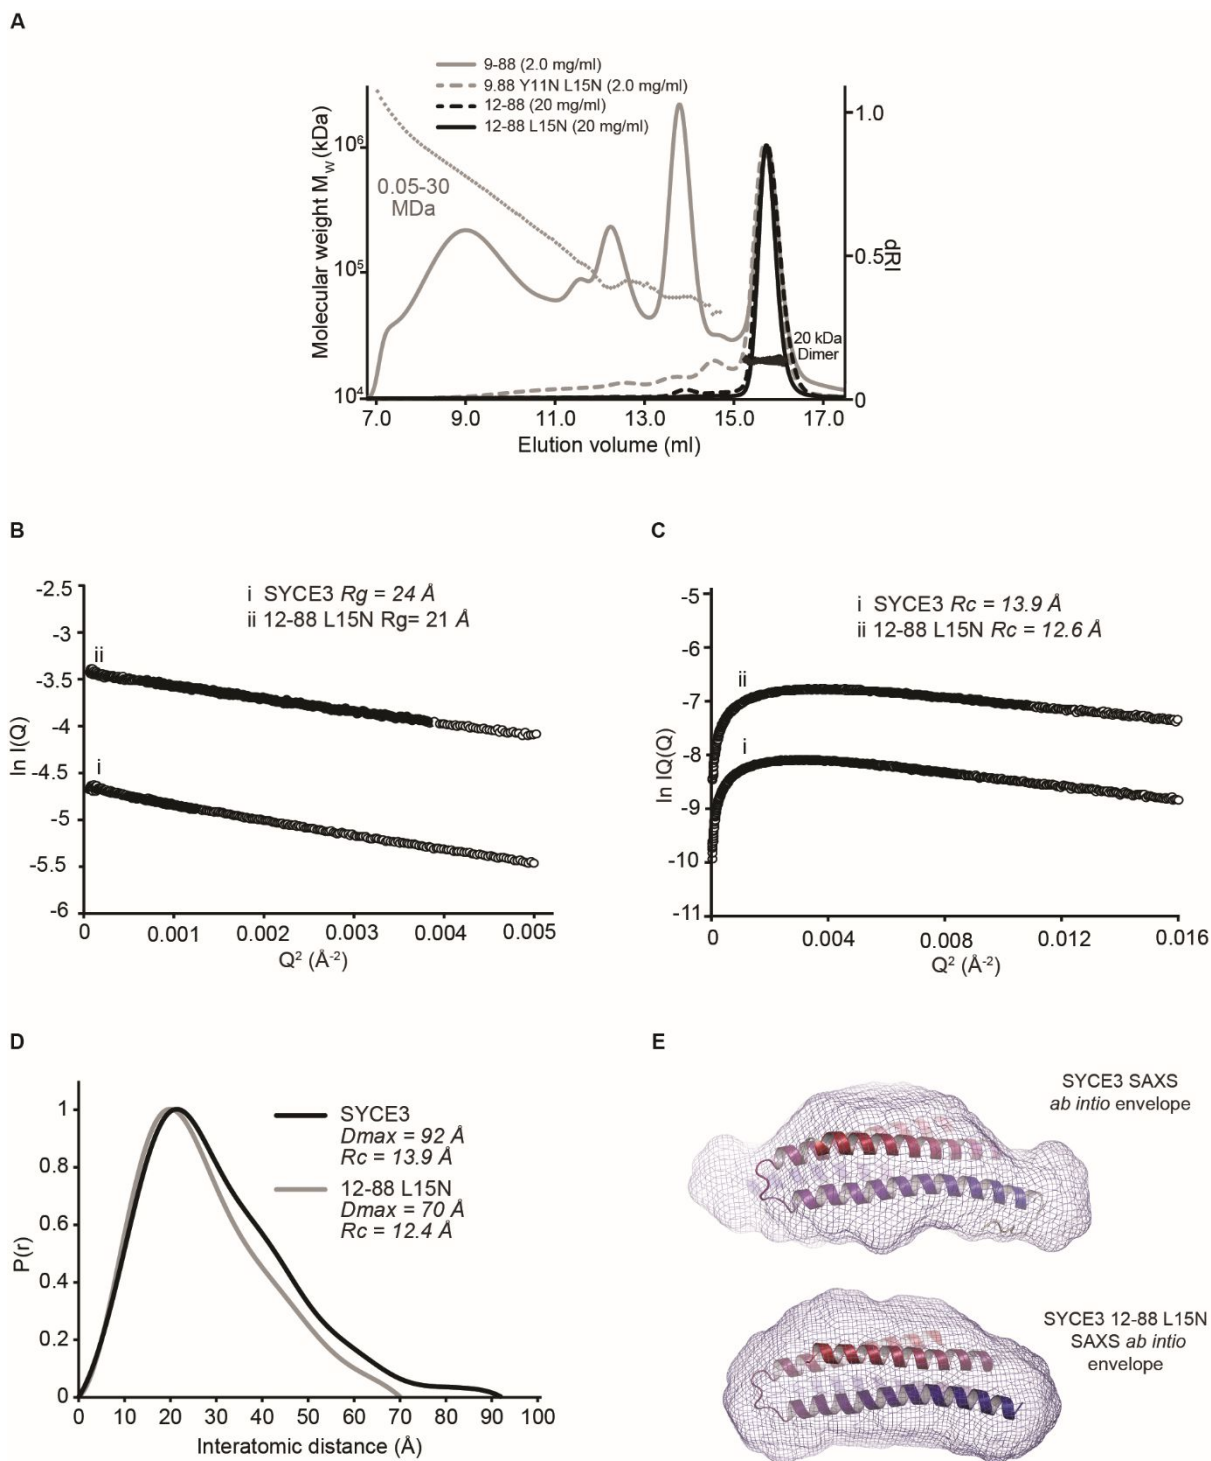 A
9-88 (2.0 mg/ml)
9.88 Y11N L15N (2.0 mg/ml)
12-88 (20 mg/ml)
12-88 L15N (20 mg/ml)
Molecular weight Mw (kDa)
10⁶
10⁵
10⁴
0.05-30
MDa
1.0
0.5
0
dRI
20 kDa
Dimer
7.0 9.0 11.0 13.0 15.0 17.0
Elution volume (ml)
B
i SYCE3 Rg = 24 Å
ii 12-88 L15N Rg= 21 Å
ln I(Q)
-2.5
-3
-3.5
-4
-4.5
-5
-5.5
-6
ii
i
0 0.001 0.002 0.003 0.004 0.005
Q² (Å⁻²)
C
i SYCE3 Rc = 13.9 Å
ii 12-88 L15N Rc = 12.6 Å
ln IQ(Q)
-5
-6
-7
-8
-9
-10
-11
ii
i
0 0.004 0.008 0.012 0.016
Q² (Å⁻²)
D
SYCE3
Dmax = 92 Å
Rc = 13.9 Å
12-88 L15N
Dmax = 70 Å
Rc = 12.4 Å
P(r)
1
0.8
0.6
0.4
0.2
0
0 10 20 30 40 50 60 70 80 90 100
Interatomic distance (Å)
E
SYCE3 SAXS
ab intio envelope
SYCE3 12-88 L15N
SAXS ab intio
envelope